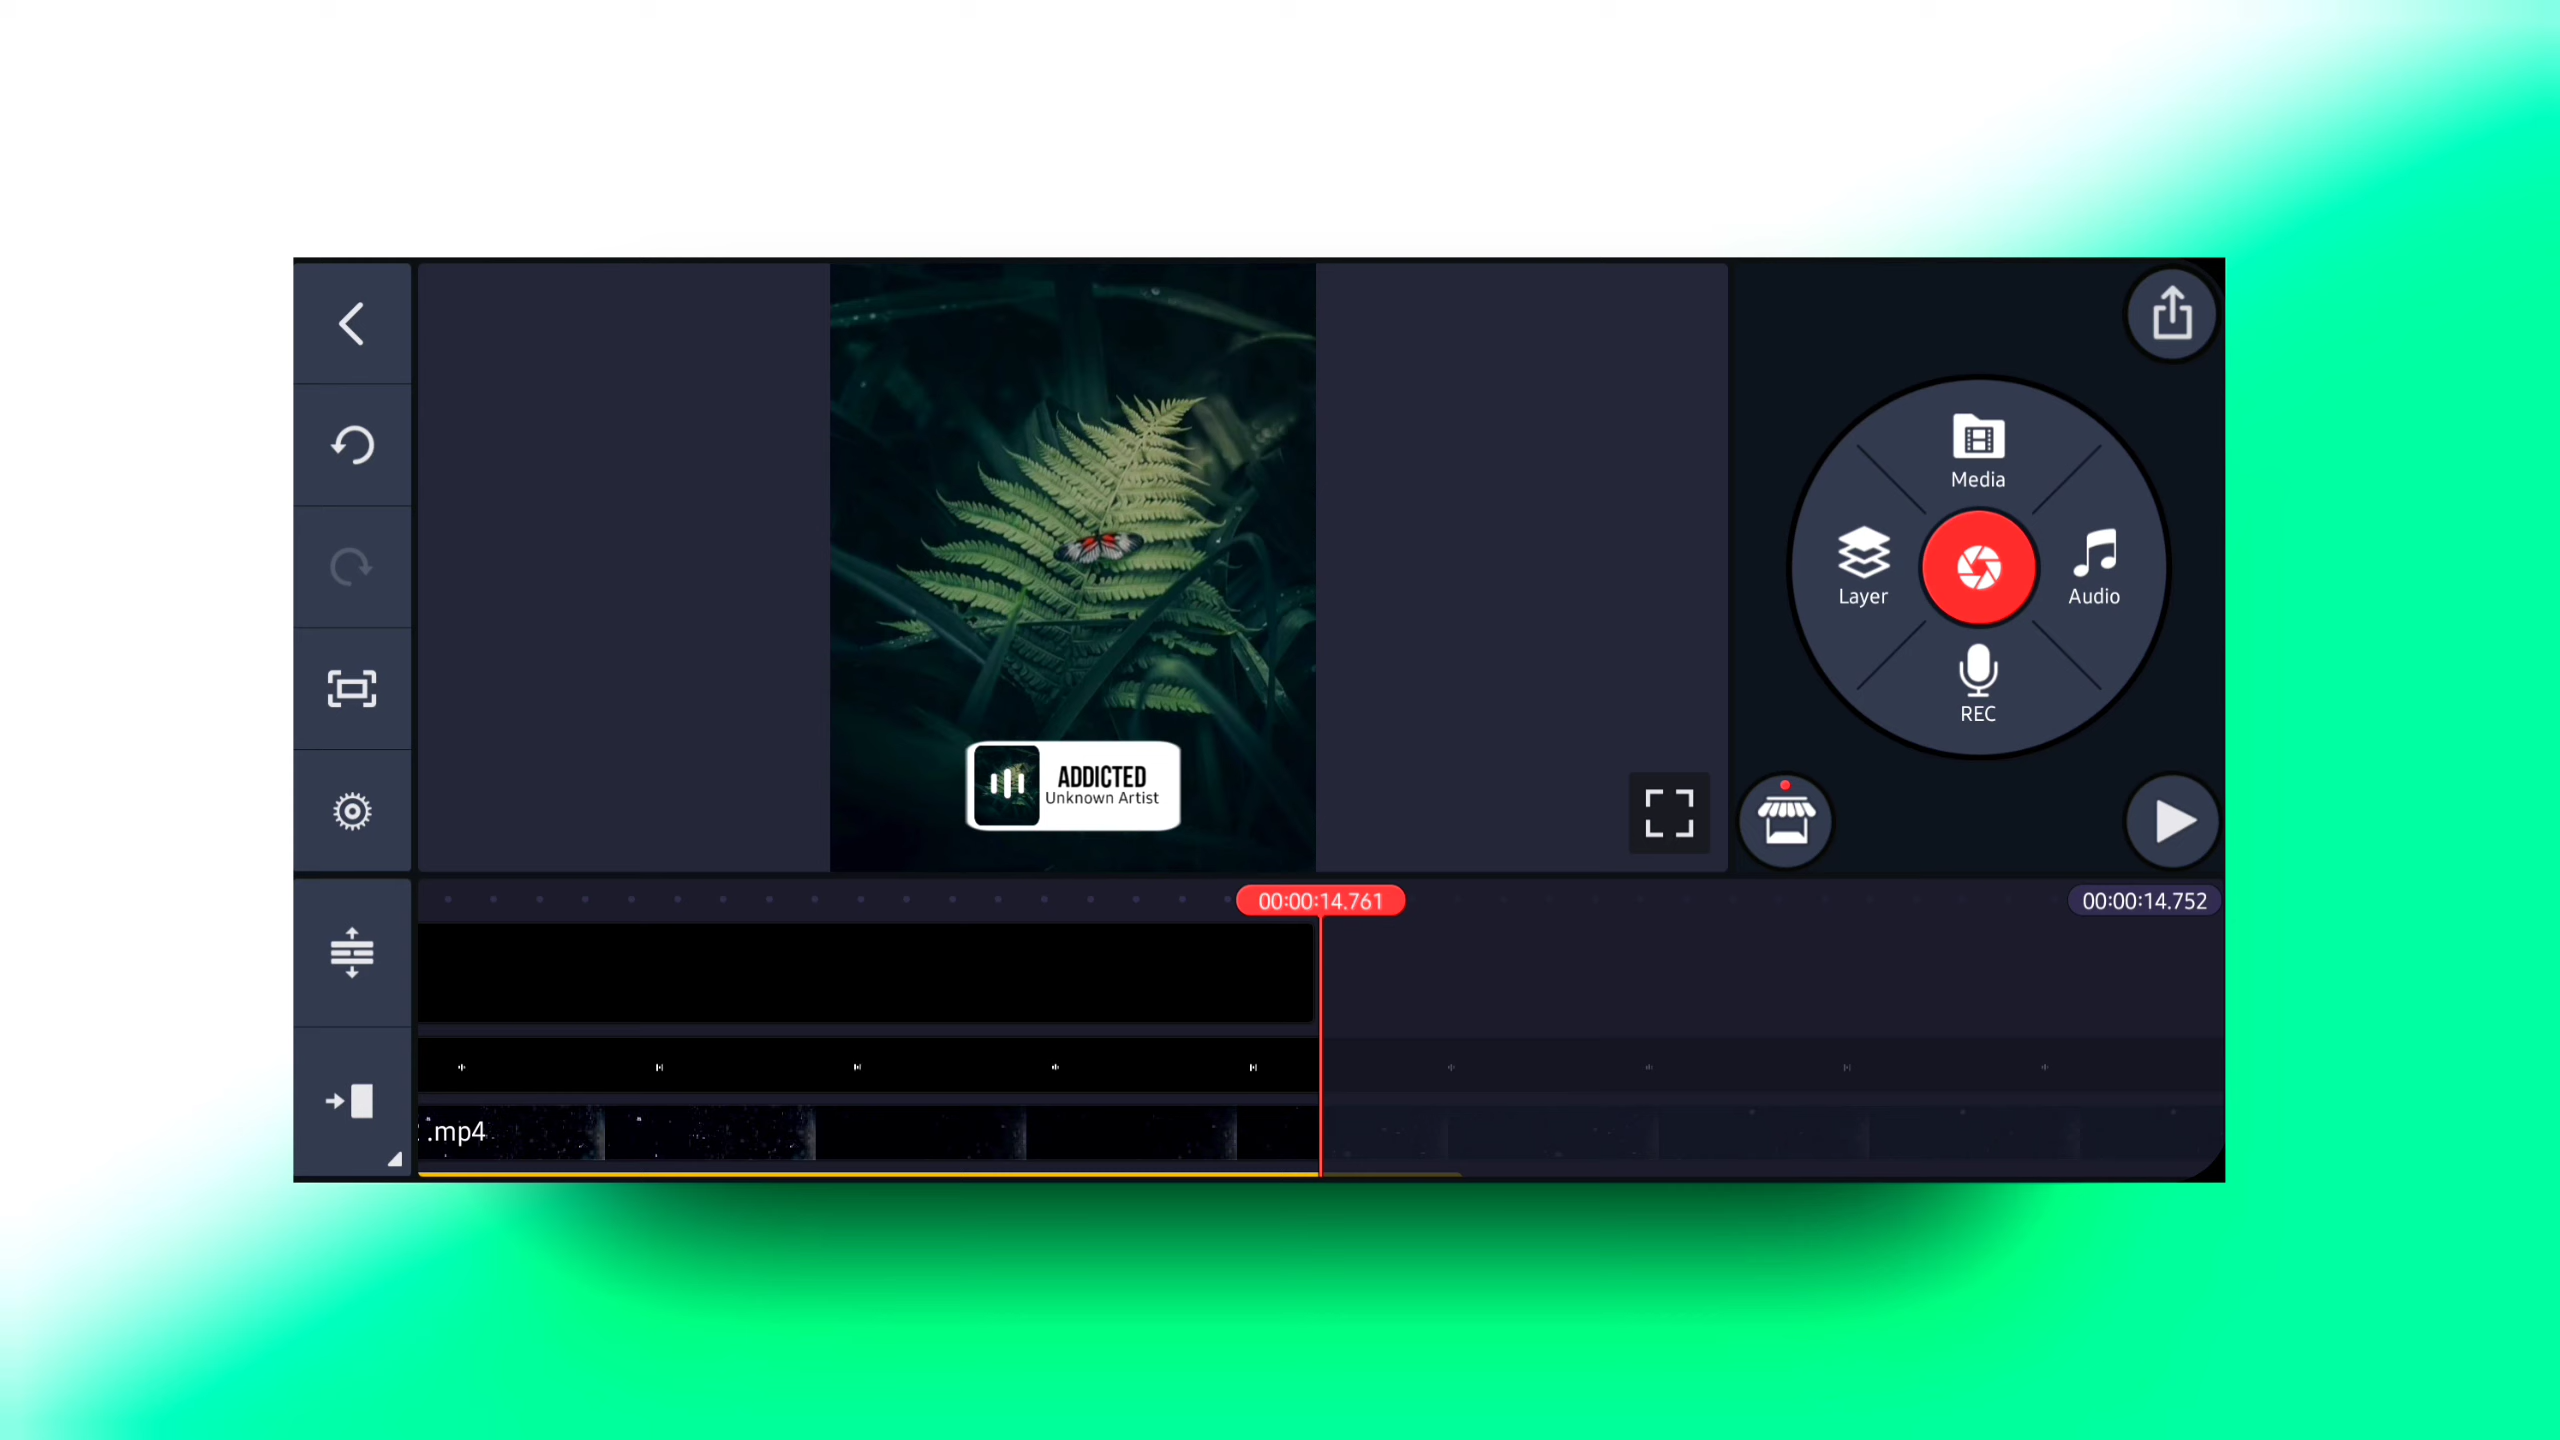 Media
Layer
Audio
REC
ADDICTED
Unknown Artist
00:00:14.761
00:00:14.752
.mp4